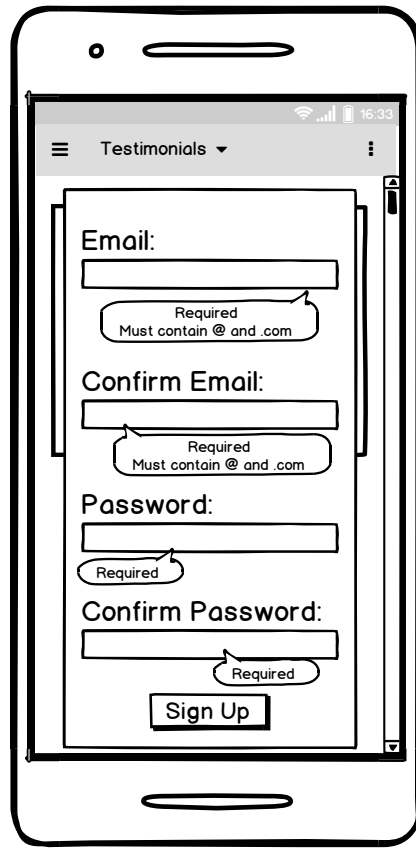 16:33
Testimonials
Email:
Required
Must contain @ and .com
Confirm Email:
Required
Must contain @ and .com
Password:
Required
Confirm Password:
Required
Sign Up